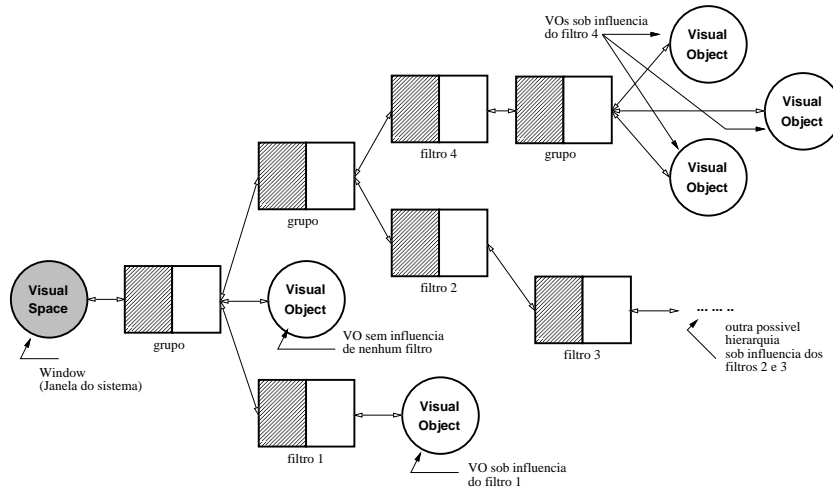 VOs sob influencia
do filtro 4
Visual
Object
Visual
Object
filtro 4
grupo
Visual
Object
grupo
Visual
Space
Visual
Object
filtro 2
grupo
VO sem influencia
de nenhum filtro
filtro 3
outra possivel
hierarquia
sob influencia dos
filtros 2 e 3
Window
(Janela do sistema)
Visual
Object
filtro 1
VO sob influencia
do filtro 1